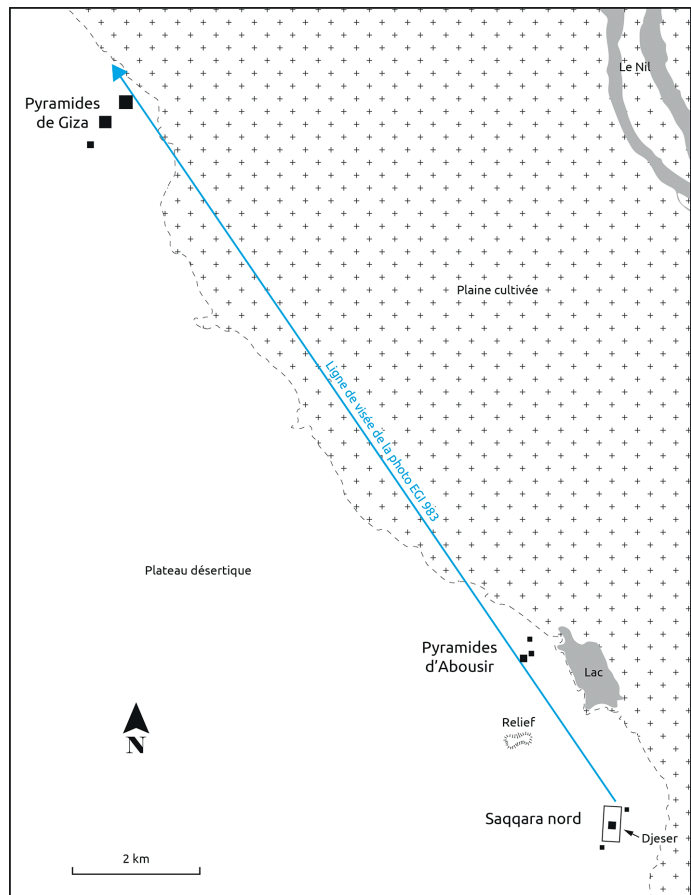 Le Nil
Pyramides
de Giza
Plaine cultivée
Ligne de visée de la photo EGI 983
Plateau désertique
Pyramides
d’Abousir
Lac
Relief
N
Saqqara nord
Djeser
2 km